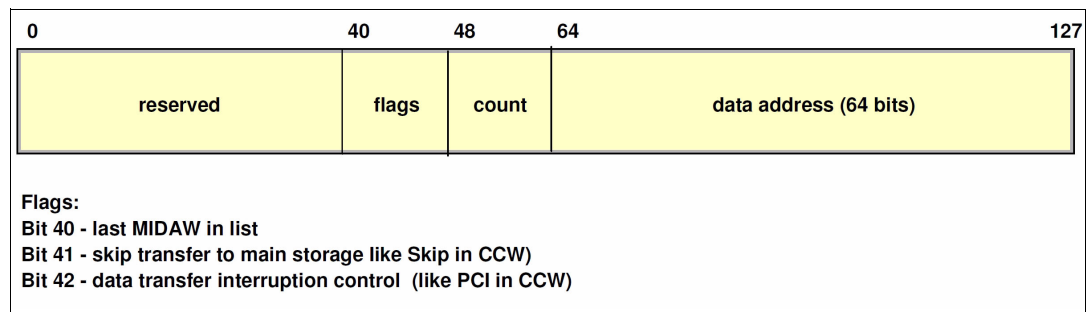 0 40 48 64 127
reserved flags count data address (64 bits)
Flags:
Bit 40 - last MIDAW in list
Bit 41 - skip transfer to main storage like Skip in CCW)
Bit 42 - data transfer interruption control (like PCI in CCW)